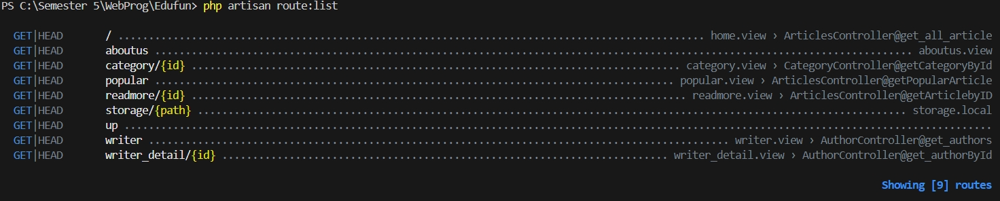 PS C:\Semester 5\WebProg\Edufun> php artisan route:list
GET|HEAD / ................................................................................................ home.view › ArticlesController@get_all_article
GET|HEAD aboutus ............................................................................................................................ aboutus.view
GET|HEAD category/{id} ................................................................................ category.view › CategoryController@getCategoryById
GET|HEAD popular ...................................................................................... popular.view › ArticlesController@getPopularArticle
GET|HEAD readmore/{id} .................................................................................. readmore.view › ArticlesController@getArticlebyID
GET|HEAD storage/{path} .................................................................................................................... storage.local
GET|HEAD up ..............................................................................................................................................
GET|HEAD writer ................................................................................................ writer.view › AuthorController@get_authors
GET|HEAD writer_detail/{id} .......................................................................... writer_detail.view › AuthorController@get_authorById
Showing [9] routes